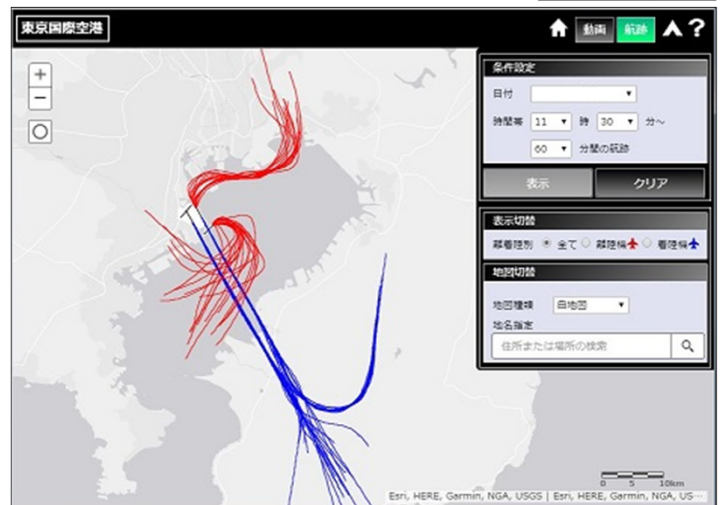 東京国際空港
動画 航跡 ?
条件設定
日付
時間帯 11 時 30 分～
60 分間の航跡
表示 クリア
表示切替
離着陸別 全て 離陸機 着陸機
地図切替
地図種類 白地図
地名指定
住所または場所の検索
0 5 10km
Esri, HERE, Garmin, NGA, USGS | Esri, HERE, Garmin, NGA, US…